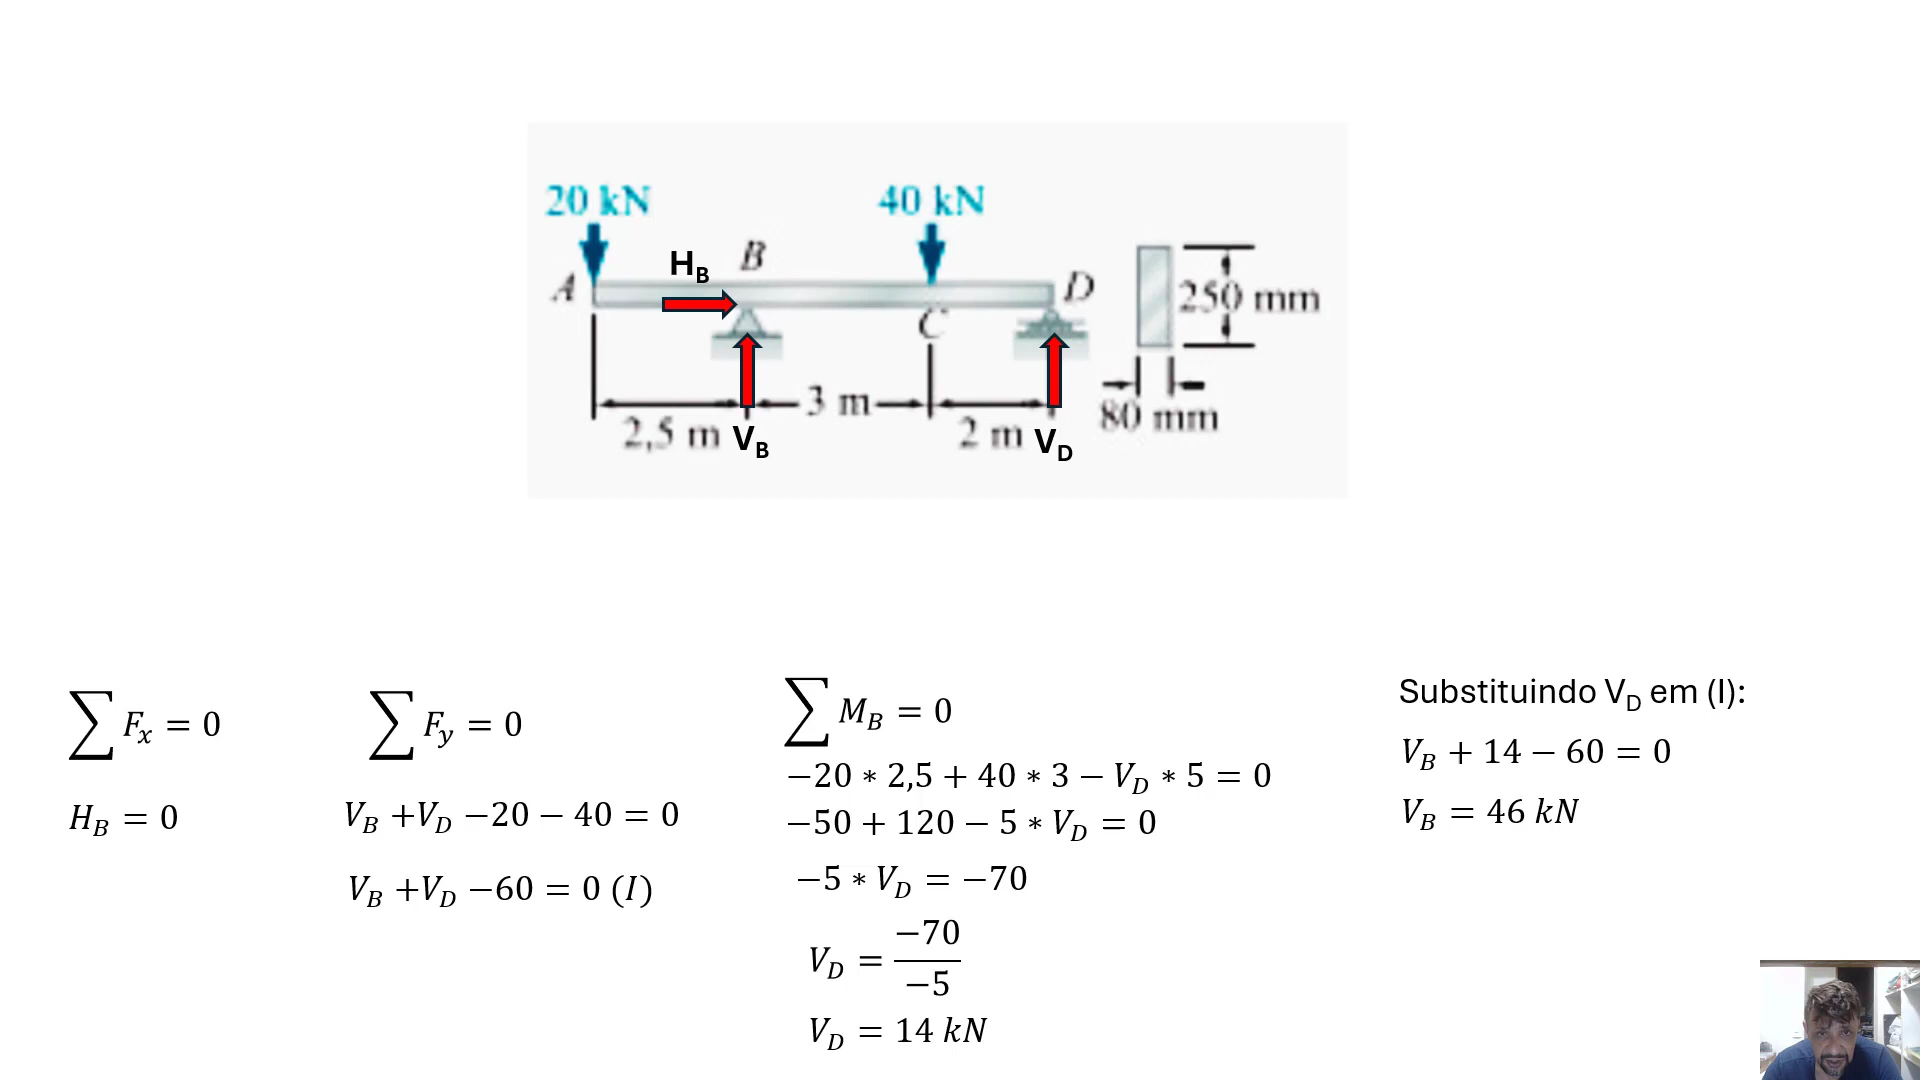 20 kN
40 kN
H_B
B
A
D
C
250 mm
2,5 m
V_B
3 m
2 m
V_D
80 mm
∑ F_x = 0
H_B = 0
∑ F_y = 0
V_B +V_D −20 − 40 = 0
V_B +V_D −60 = 0 (I)
∑ M_B = 0
−20 ∗ 2,5 + 40 ∗ 3 − V_D ∗ 5 = 0
−50 + 120 − 5 ∗ V_D = 0
−5 ∗ V_D = −70
V_D = −70/−5
V_D = 14 kN
Substituindo V_D em (I):
V_B + 14 − 60 = 0
V_B = 46 kN